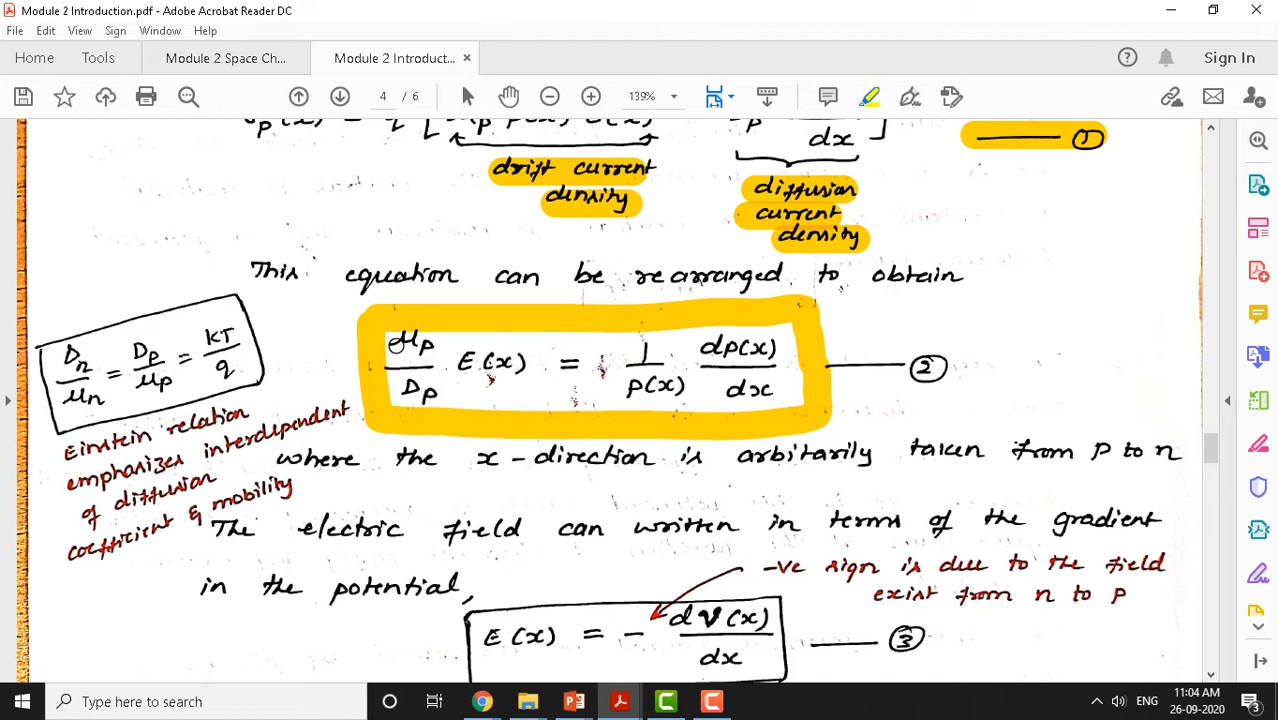 Module 2 Introduction.pdf - Adobe Acrobat Reader DC
File Edit View Sign Window Help
Home Tools Module 2 Space Ch... Module 2 Introduct... × Sign In
4 / 6 139%
dx ①
drift current
density
diffusion
current
density
This equation can be rearranged to obtain
Dn/μn = Dp/μp = kT/q
μp/Dp E(x) = 1/p(x) dp(x)/dx ②
Einstein relation
emphasizes interdependent
of diffusion
coefficient & mobility
where the x-direction is arbitarily taken from p to n
The electric field can written in terms of the gradient
in the potential,
-ve sign is due to the field
exist from n to p
E(x) = - dV(x)/dx ③
Type here to search
ENG
11:04 AM
26-09-2020
3